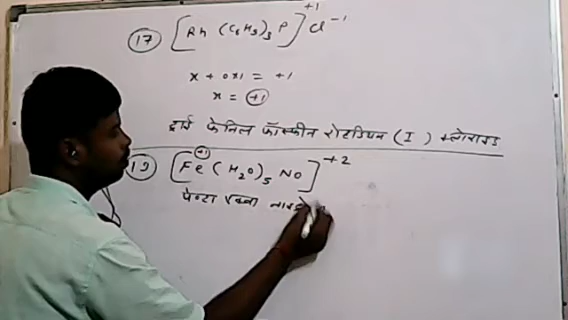 17) [Rh (C6H5)3 P]+1 Cl-1
x + 0x1 = +1
x = +1
ट्राई फेनिल फॉस्फीन रोडियम (I) क्लोराइड
19) [Fe+1 (H2O)5 NO]+2
पेन्टा एक्वा